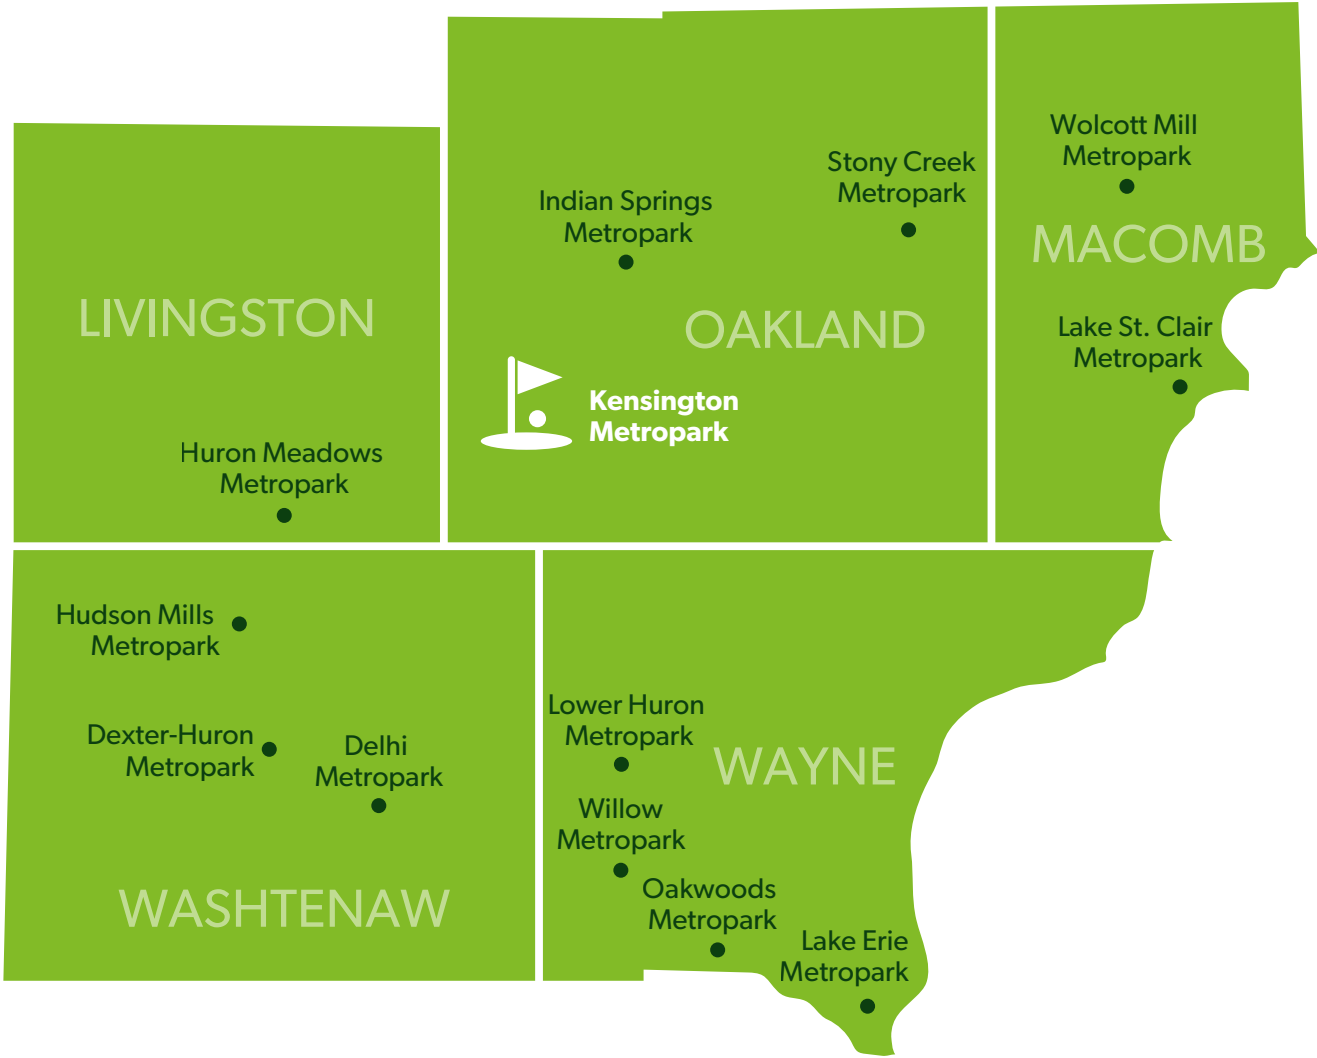 Wolcott Mill
Metropark
Stony Creek
Metropark
Indian Springs
Metropark
MACOMB
LIVINGSTON
OAKLAND
Lake St. Clair
Metropark
Kensington
Metropark
Huron Meadows
Metropark
Hudson Mills
Metropark
Lower Huron
Metropark
Dexter-Huron
Metropark
Delhi
Metropark
WAYNE
Willow
Metropark
WASHTENAW
Oakwoods
Metropark
Lake Erie
Metropark